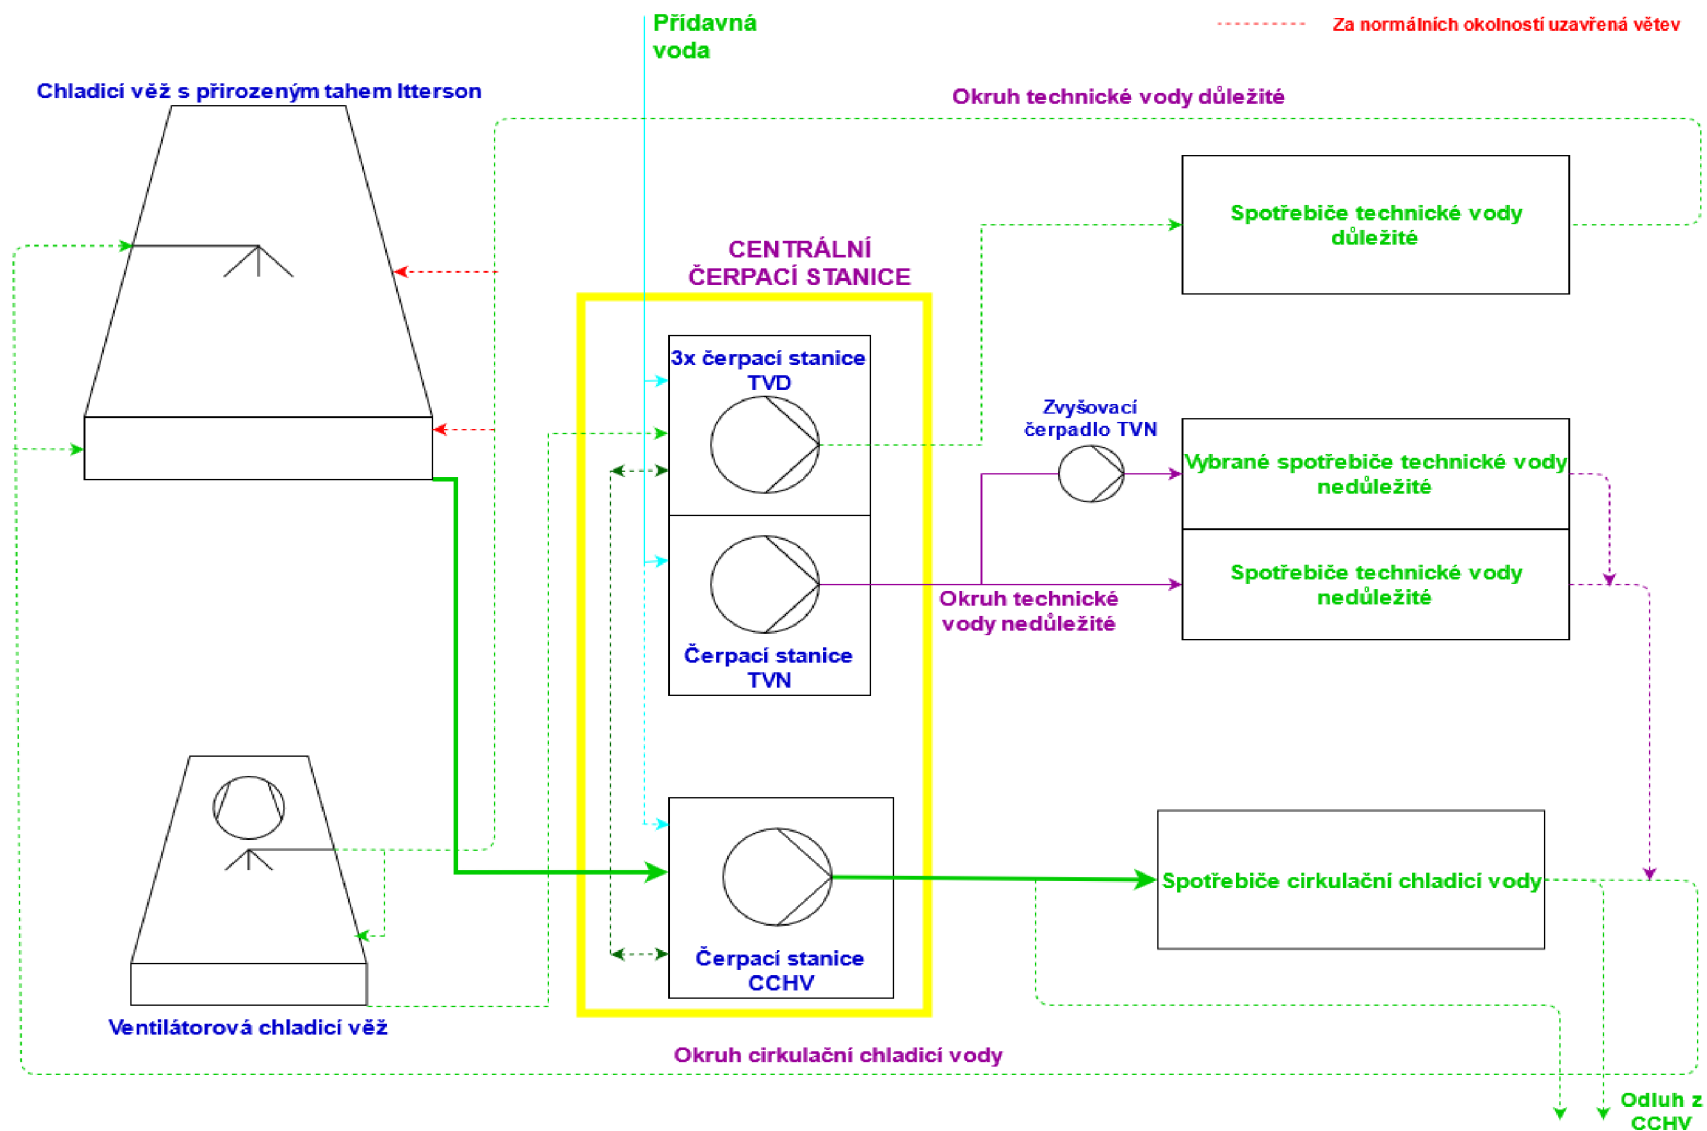 Přídavná
voda
Za normálních okolností uzavřená větev
Chladicí věž s přirozeným tahem Itterson
Okruh technické vody důležité
Spotřebiče technické vody
důležité
CENTRÁLNÍ
ČERPACÍ STANICE
3x čerpací stanice
TVD
Zvyšovací
čerpadlo TVN
Vybrané spotřebiče technické vody
nedůležité
Spotřebiče technické vody
nedůležité
Okruh technické
vody nedůležité
Čerpací stanice
TVN
Spotřebiče cirkulační chladicí vody
Čerpací stanice
CCHV
Ventilátorová chladicí věž
Okruh cirkulační chladicí vody
Odluh z
CCHV